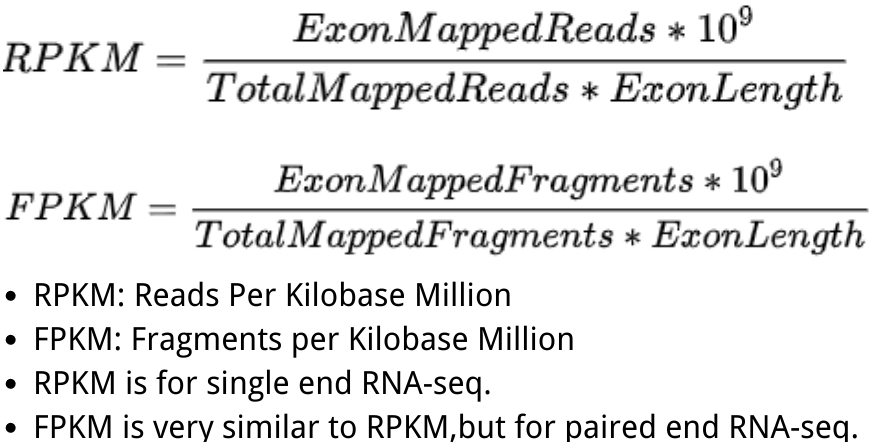 RPKM = ExonMappedReads * 10^9 / TotalMappedReads * ExonLength
FPKM = ExonMappedFragments * 10^9 / TotalMappedFragments * ExonLength
• RPKM: Reads Per Kilobase Million
• FPKM: Fragments per Kilobase Million
• RPKM is for single end RNA-seq.
• FPKM is very similar to RPKM,but for paired end RNA-seq.